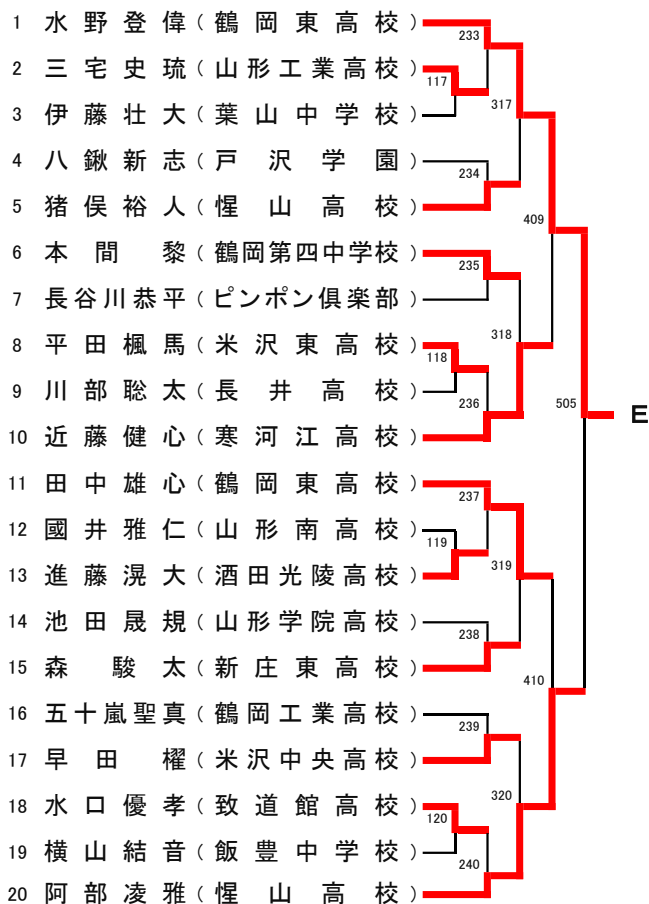 1 水野登偉(鶴岡東高校)
233
2 三宅史琉(山形工業高校)
117
317
3 伊藤壮大(葉山中学校)
4 八鍬新志(戸沢学園)
234
5 猪俣裕人(惺山高校)
409
6 本間黎(鶴岡第四中学校)
235
7 長谷川恭平(ピンポン倶楽部)
318
8 平田楓馬(米沢東高校)
118
9 川部聡太(長井高校)
236
505
E
10 近藤健心(寒河江高校)
11 田中雄心(鶴岡東高校)
237
12 國井雅仁(山形南高校)
119
319
13 進藤滉大(酒田光陵高校)
14 池田晟規(山形学院高校)
238
15 森駿太(新庄東高校)
410
16 五十嵐聖真(鶴岡工業高校)
239
17 早田櫂(米沢中央高校)
320
18 水口優孝(致道館高校)
120
19 横山結音(飯豊中学校)
240
20 阿部凌雅(惺山高校)